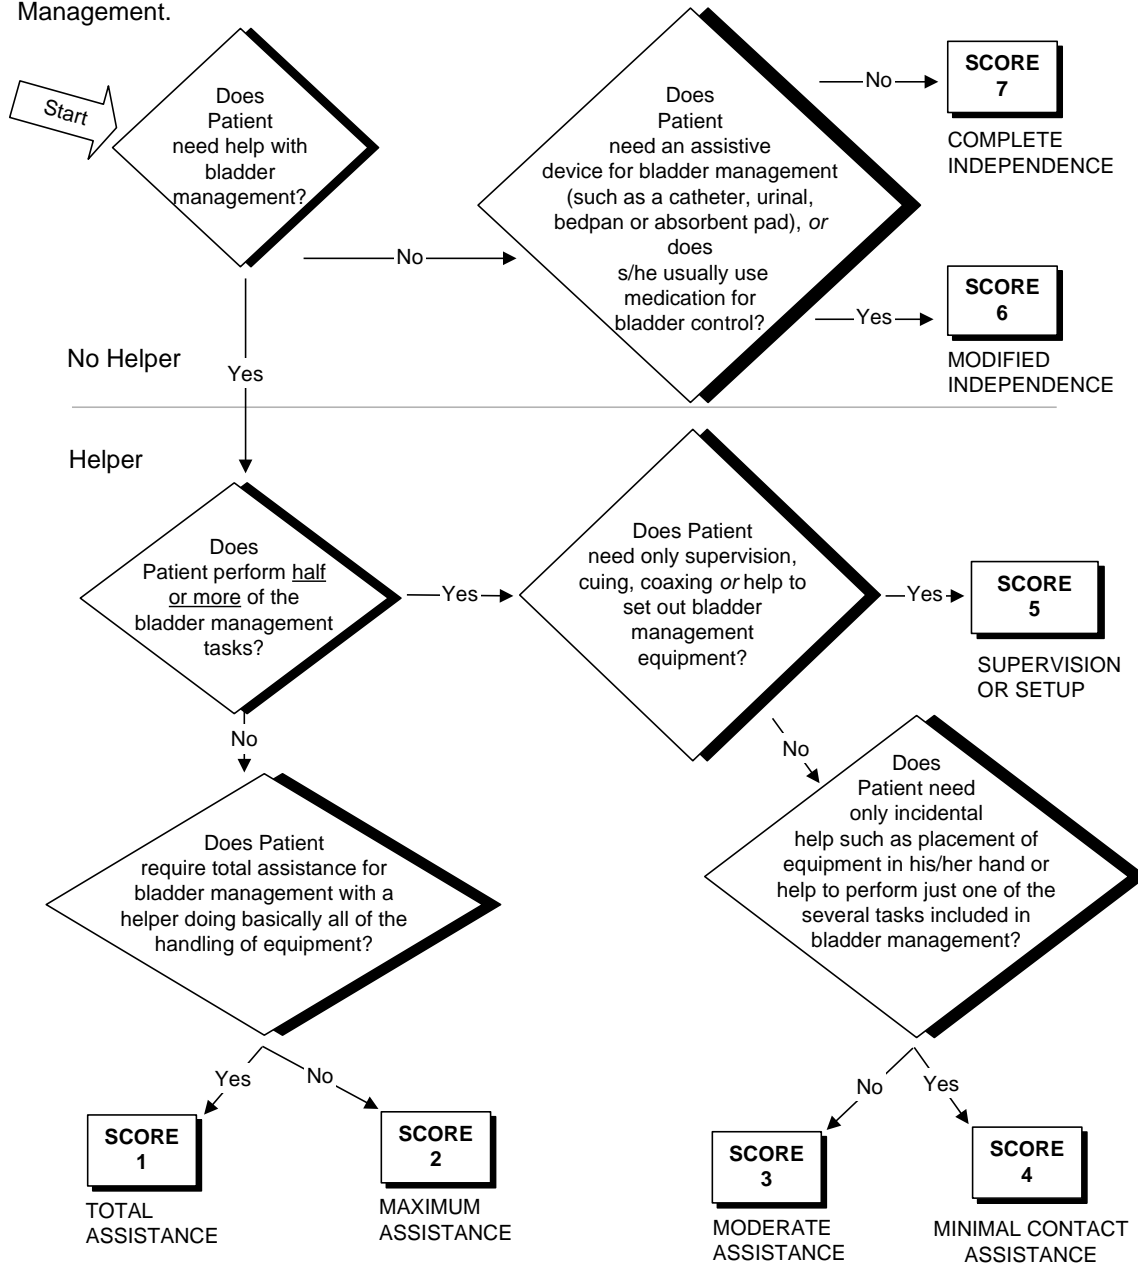 Management.
Start
Does
Patient
need help with
bladder
management?
No
Does
Patient
need an assistive
device for bladder management
(such as a catheter, urinal,
bedpan or absorbent pad), or
does
s/he usually use
medication for
bladder control?
No
SCORE
7
COMPLETE
INDEPENDENCE
Yes
SCORE
6
MODIFIED
INDEPENDENCE
No Helper
Yes
Helper
Does
Patient perform half
or more of the
bladder management
tasks?
Yes
Does Patient
need only supervision,
cuing, coaxing or help to
set out bladder
management
equipment?
Yes
SCORE
5
SUPERVISION
OR SETUP
No
No
Does
Patient need
only incidental
help such as placement of
equipment in his/her hand or
help to perform just one of the
several tasks included in
bladder management?
Does Patient
require total assistance for
bladder management with a
helper doing basically all of the
handling of equipment?
Yes
No
No
Yes
SCORE
1
TOTAL
ASSISTANCE
SCORE
2
MAXIMUM
ASSISTANCE
SCORE
3
MODERATE
ASSISTANCE
SCORE
4
MINIMAL CONTACT
ASSISTANCE